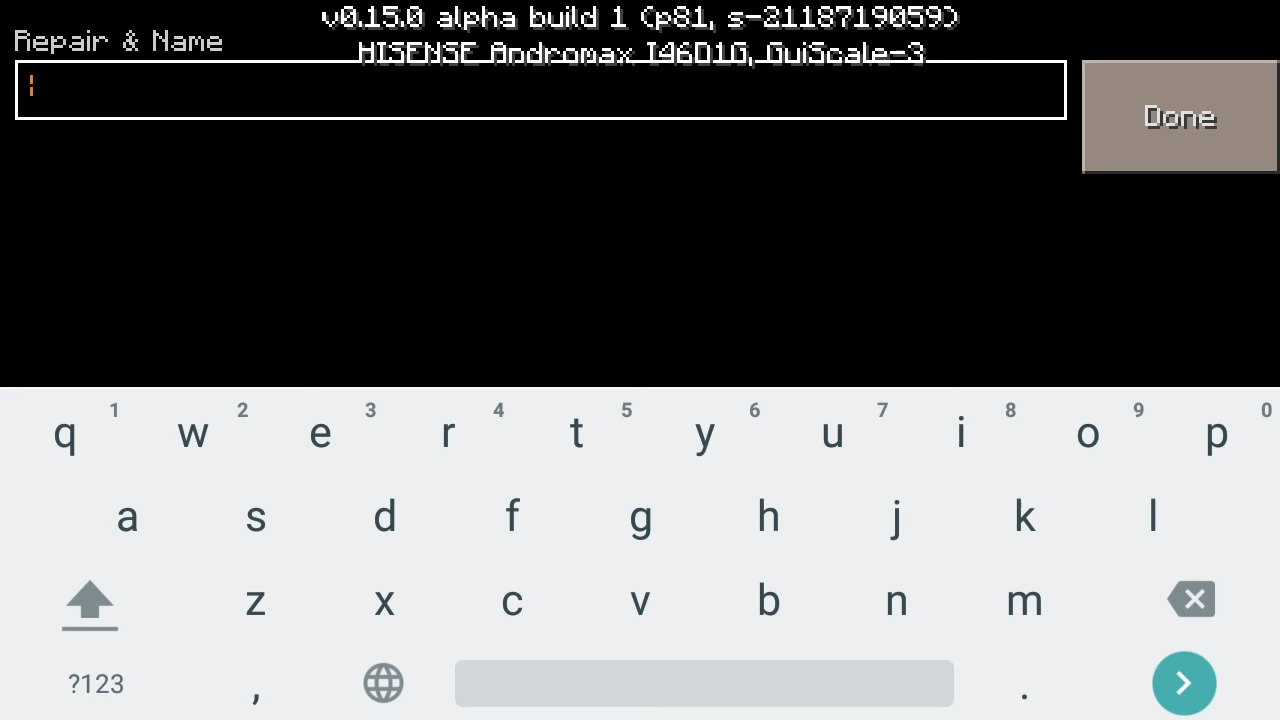 v0.15.0 alpha build 1 (p81, s-2118719059)
Repair & Name
HISENSE Andromax I46D1G, GuiScale-3
Done
1 2 3 4 5 6 7 8 9 0
q w e r t y u i o p
a s d f g h j k l
z x c v b n m
?123 , .